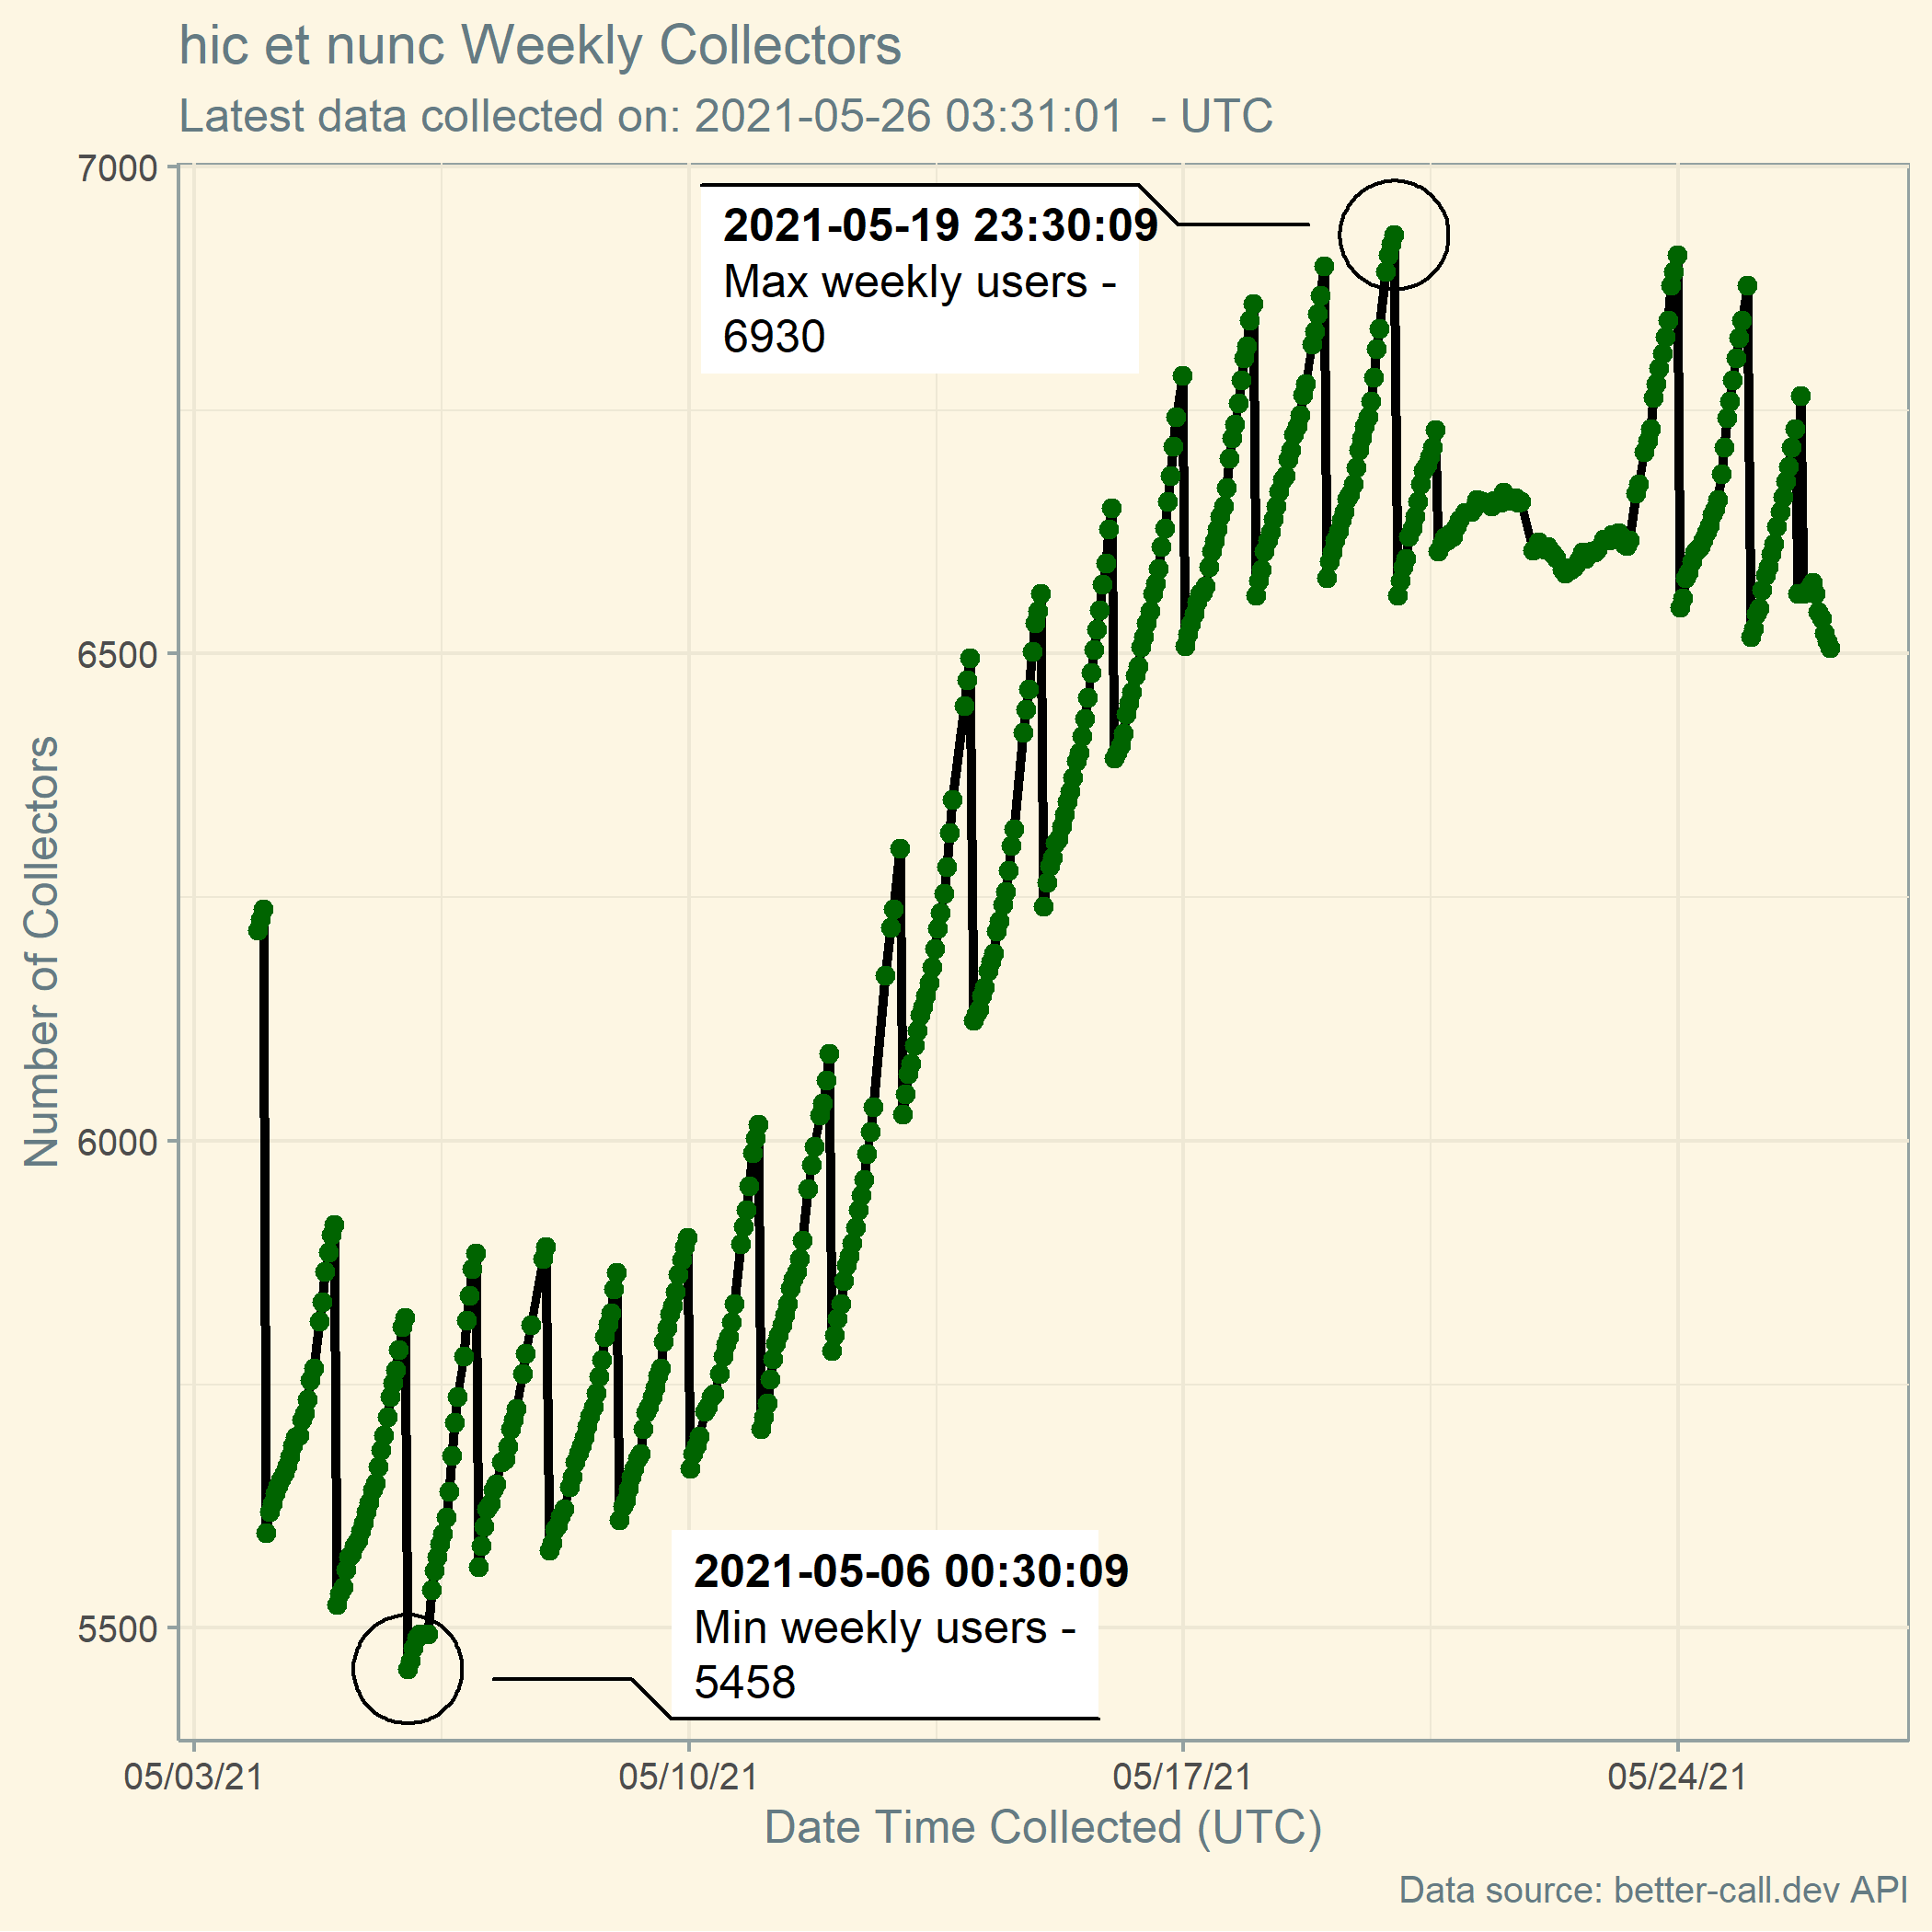 hic et nunc Weekly Collectors
Latest data collected on: 2021-05-26 03:31:01  - UTC
7000
6500
6000
5500
Number of Collectors
2021-05-19 23:30:09
Max weekly users -
6930
2021-05-06 00:30:09
Min weekly users -
5458
05/03/21
05/10/21
05/17/21
05/24/21
Date Time Collected (UTC)
Data source: better-call.dev API